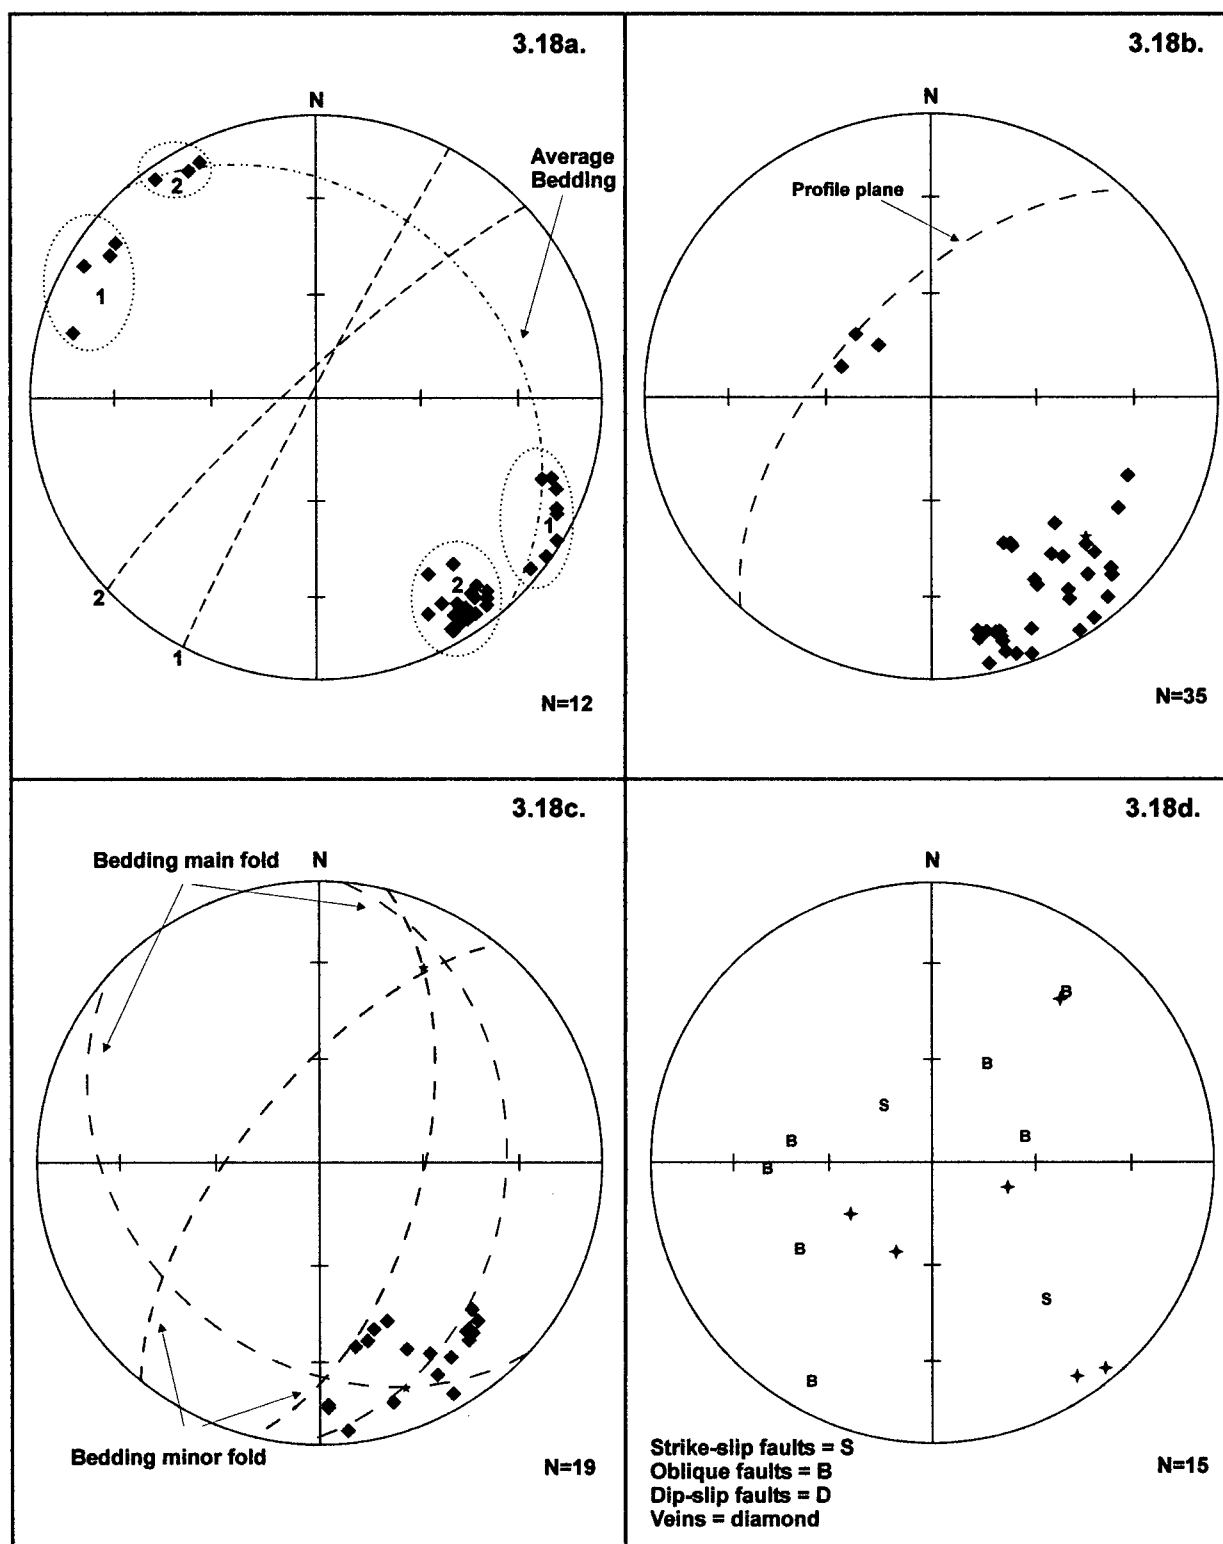 3.18a.
N
Average
Bedding
2
1
1
2
2
1
N=12
3.18b.
N
Profile plane
N=35
3.18c.
Bedding main fold
N
Bedding minor fold
N=19
3.18d.
N
B
B
S
B
B
B
B
S
B
Strike-slip faults = S
Oblique faults = B
Dip-slip faults = D
Veins = diamond
N=15